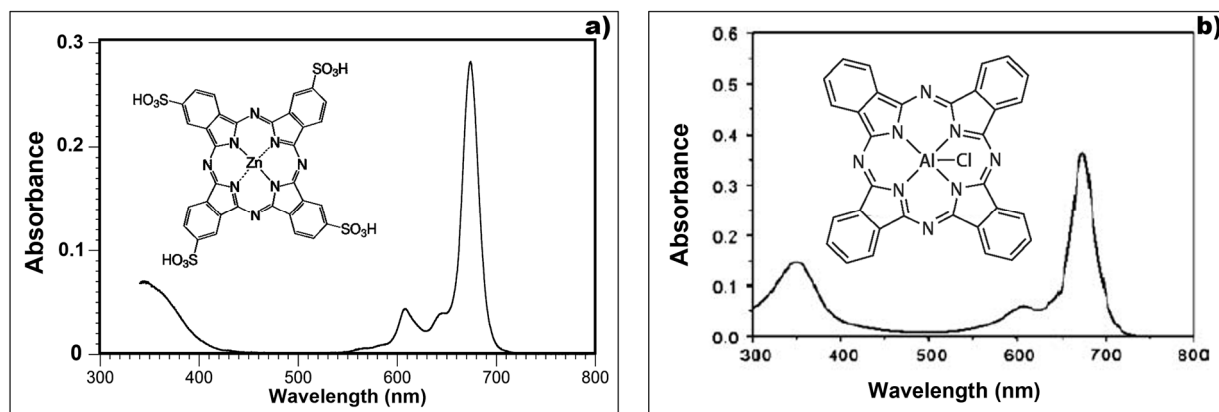 a)
0.3
0.2
0.1
0
Absorbance
300 400 500 600 700 800
Wavelength (nm)
SO₃H
HO₃S
N
N N
N Zn N
N N
N
SO₃H
HO₃S
b)
0.6
0.5
0.4
0.3
0.2
0.1
0.0
Absorbance
300 400 500 600 700 800
Wavelength (nm)
N
N N
N Al Cl N
N N
N